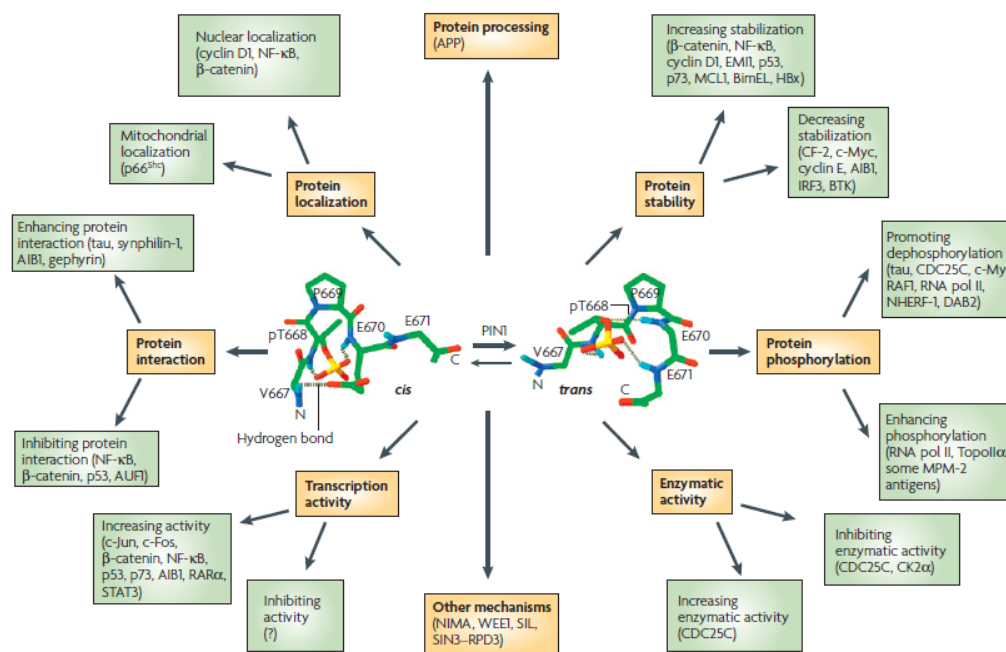 Nuclear localization
(cyclin D1, NF-κB,
β-catenin)
Protein processing
(APP)
Increasing stabilization
(β-catenin, NF-κB,
cyclin D1, EMI1, p53,
p73, MCL1, BimEL, HBx)
Mitochondrial
localization
(p66Shc)
Protein
localization
Protein
stability
Decreasing
stabilization
(CF-2, c-Myc,
cyclin E, AIB1,
IRF3, BTK)
Enhancing protein
interaction (tau, synphilin-1,
AIB1, gephyrin)
Promoting
dephosphorylation
(tau, CDC25C, c-My
RAF1, RNA pol II,
NHERF-1, DAB2)
Protein
interaction
P669
pT668
E670
E671
V667
N
C
cis
Hydrogen bond
PIN1
P669
pT668
E670
V667
E671
N
C
trans
Protein
phosphorylation
Inhibiting protein
interaction (NF-κB,
β-catenin, p53, AUF1)
Enhancing
phosphorylation
(RNA pol II, TopoIIα
some MPM-2
antigens)
Transcription
activity
Enzymatic
activity
Increasing activity
(c-Jun, c-Fos,
β-catenin, NF-κB,
p53, p73, AIB1, RARα,
STAT3)
Inhibiting
activity
(?)
Other mechanisms
(NIMA, WEE1, SIL,
SIN3–RPD3)
Increasing
enzymatic activity
(CDC25C)
Inhibiting
enzymatic activity
(CDC25C, CK2α)